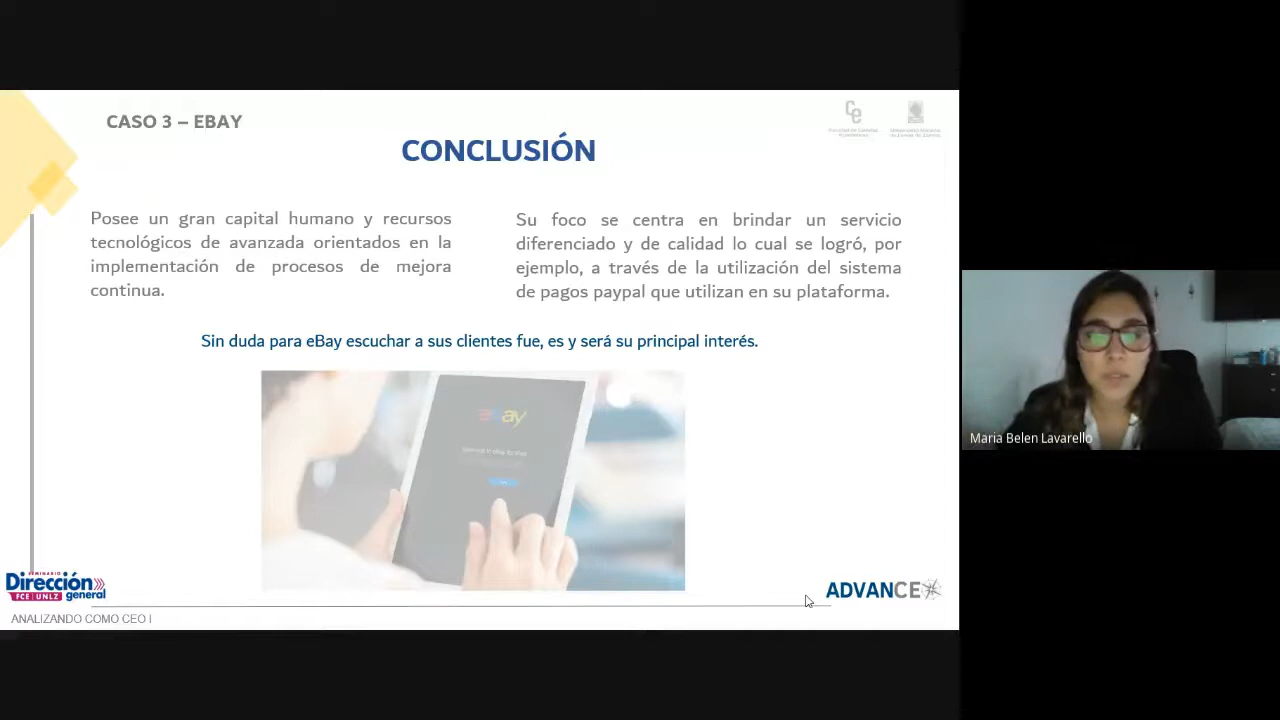 CASO 3 – EBAY
CONCLUSIÓN
Posee un gran capital humano y recursos
tecnológicos de avanzada orientados en la
implementación de procesos de mejora
continua.
Su foco se centra en brindar un servicio
diferenciado y de calidad lo cual se logró, por
ejemplo, a través de la utilización del sistema
de pagos paypal que utilizan en su plataforma.
Sin duda para eBay escuchar a sus clientes fue, es y será su principal interés.
ebay
Maria Belen Lavarello
SEMINARIO
Dirección
FCE | UNLZ general
ADVANCE
ANALIZANDO COMO CEO I